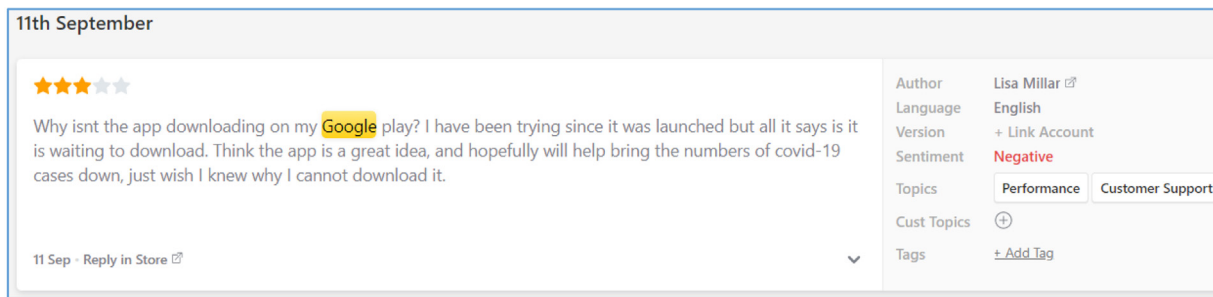 11th September
Why isnt the app downloading on my Google play? I have been trying since it was launched but all it says is it
is waiting to download. Think the app is a great idea, and hopefully will help bring the numbers of covid-19
cases down, just wish I knew why I cannot download it.
11 Sep - Reply in Store
Author Lisa Millar
Language English
Version + Link Account
Sentiment Negative
Topics Performance Customer Support
Cust Topics
Tags + Add Tag